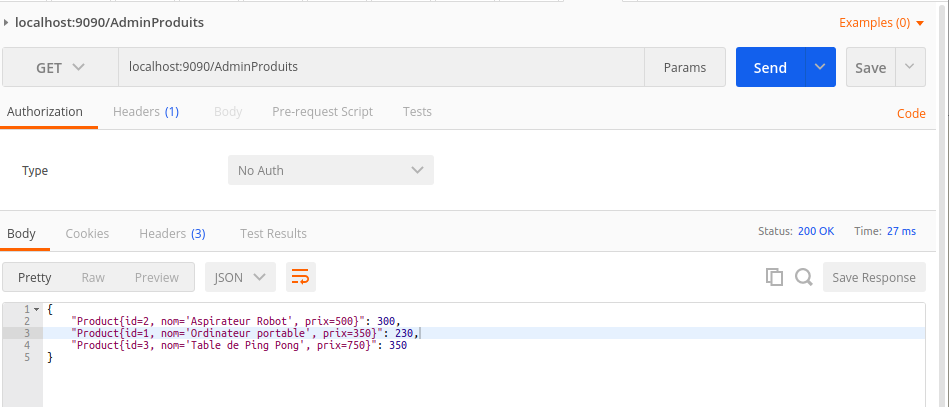 localhost:9090/AdminProduits Examples (0)
GET localhost:9090/AdminProduits Params Send Save
Authorization Headers (1) Body Pre-request Script Tests Code
Type No Auth
Body Cookies Headers (3) Test Results Status: 200 OK Time: 27 ms
Pretty Raw Preview JSON Save Response
1 {
2 "Product{id=2, nom='Aspirateur Robot', prix=500}": 300,
3 "Product{id=1, nom='Ordinateur portable', prix=350}": 230,
4 "Product{id=3, nom='Table de Ping Pong', prix=750}": 350
5 }